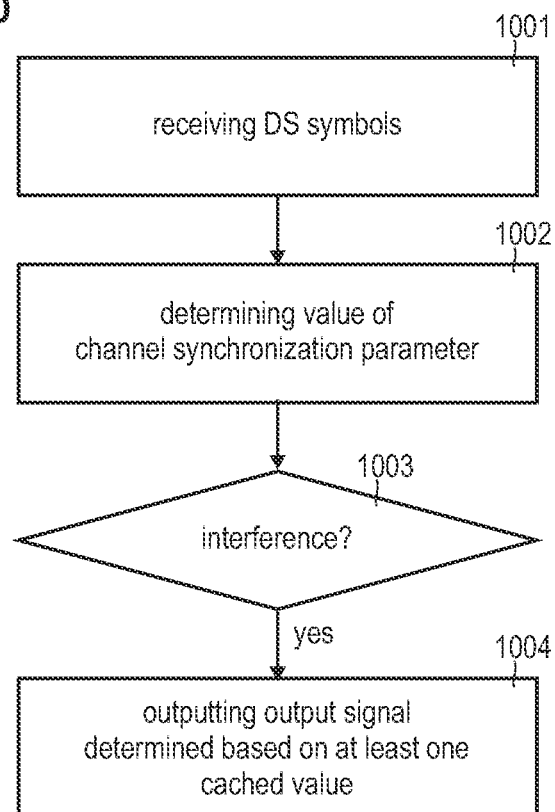 1001
receiving DS symbols
1002
determining value of
channel synchronization parameter
1003
interference?
yes
1004
outputting output signal
determined based on at least one
cached value